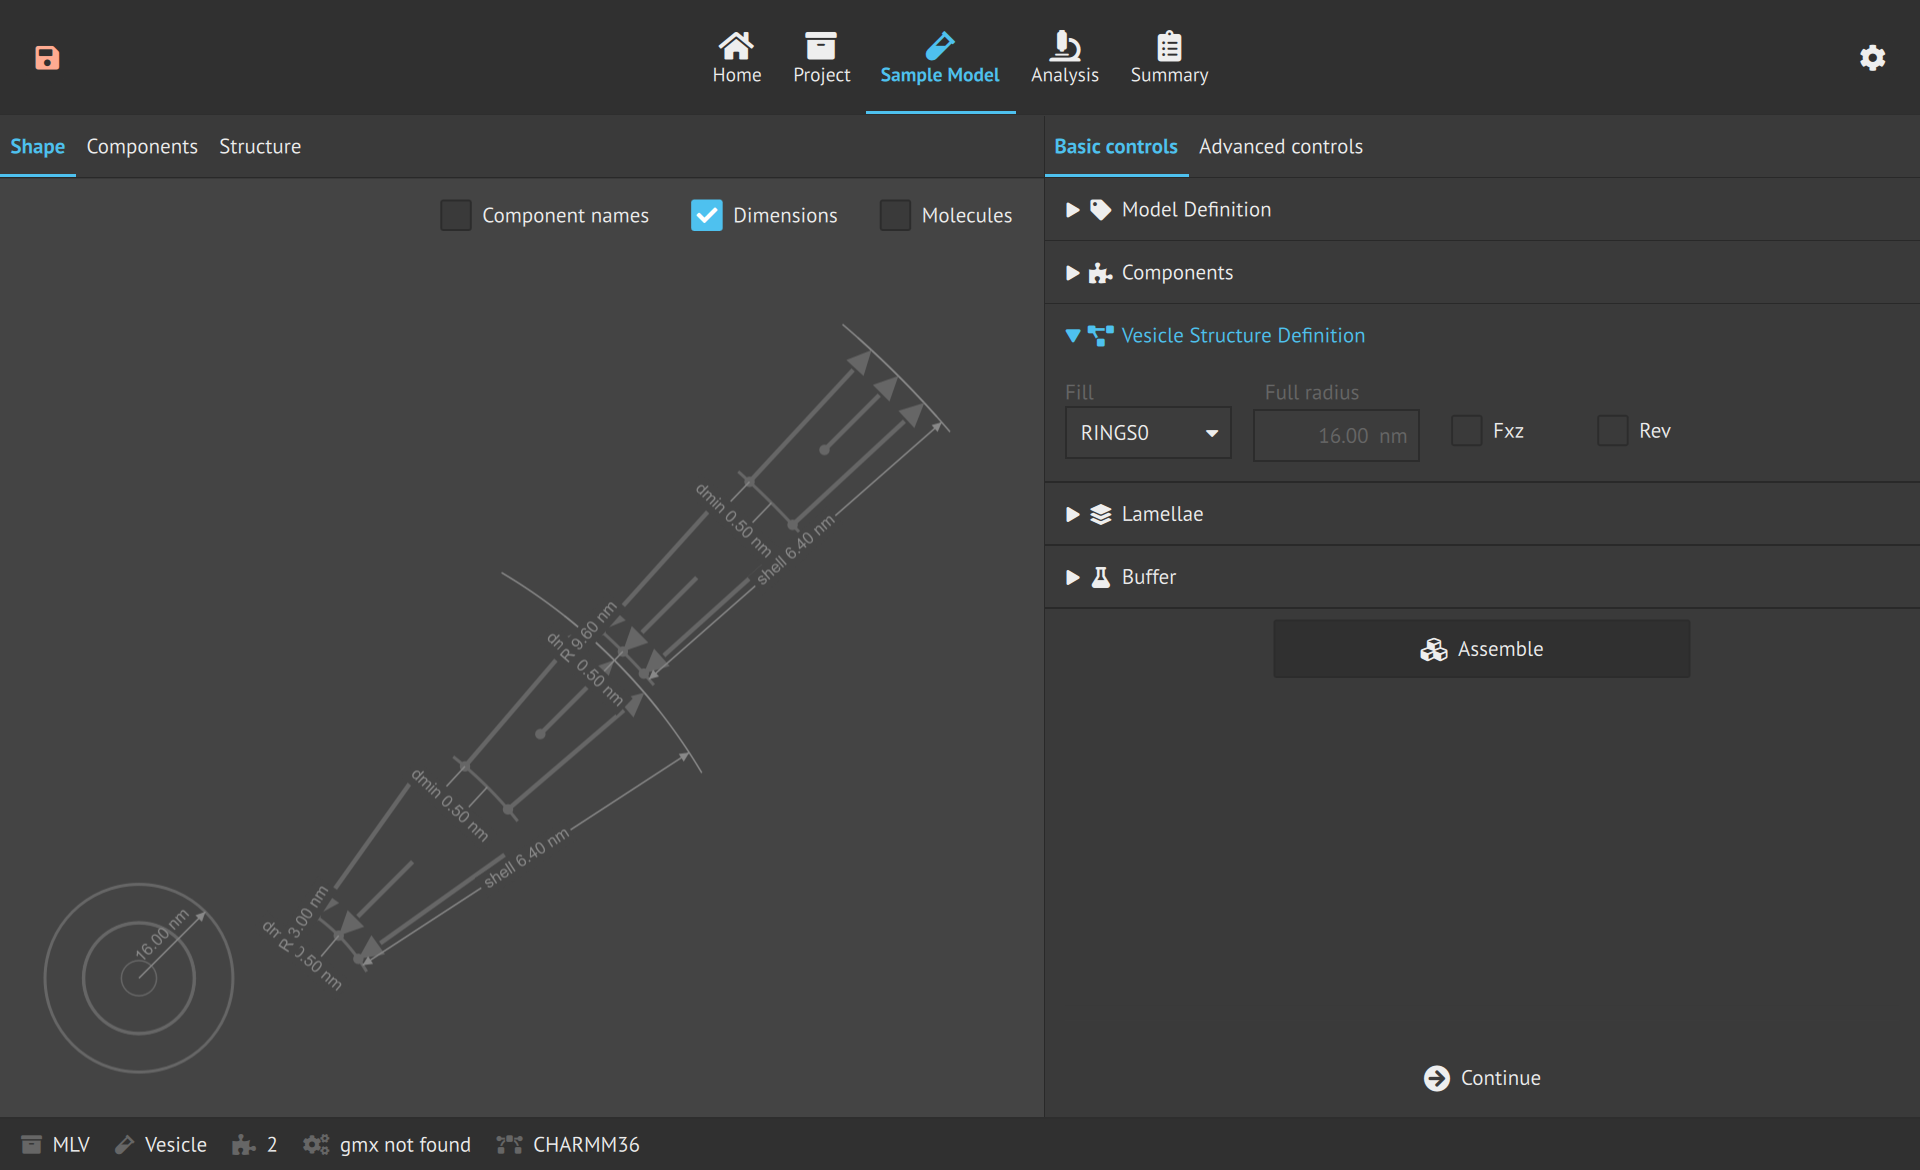 Home
Project
Sample Model
Analysis
Summary
Shape
Components
Structure
Basic controls
Advanced controls
Component names
Dimensions
Molecules
Model Definition
Components
Vesicle Structure Definition
Fill
Full radius
RINGS0
16.00 nm
Fxz
Rev
Lamellae
Buffer
Assemble
Continue
dmin 0.50 nm
shell 6.40 nm
R 9.60 nm
0.50 nm
dmin 0.50 nm
shell 6.40 nm
R 3.00 nm
.50 nm
16.00 nm
MLV
Vesicle
2
gmx not found
CHARMM36